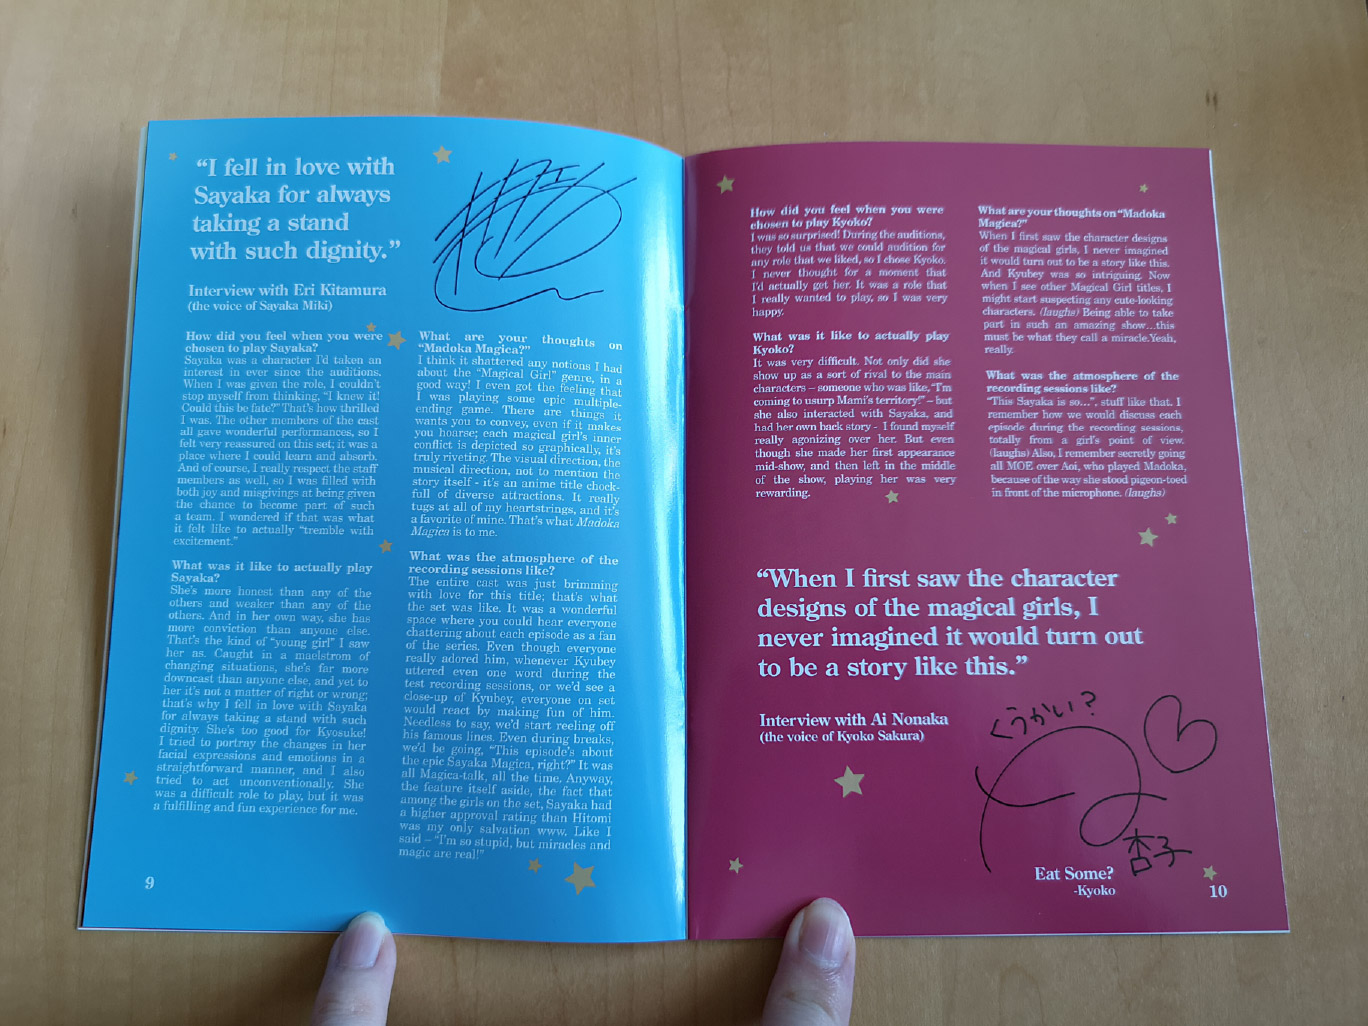 “I fell in love with
Sayaka for always
taking a stand
with such dignity.”
Interview with Eri Kitamura
(the voice of Sayaka Miki)
How did you feel when you were
chosen to play Sayaka?
Sayaka was a character I'd taken an
interest in ever since the auditions.
When I was given the role, I couldn't
stop myself from thinking, “I knew it!
Could this be fate?” That's how thrilled
I was. The other members of the cast
all gave wonderful performances, so I
felt very reassured on this set, it was a
place where I could learn and absorb.
And of course, I really respect the staff
members as well, so I was filled with
both joy and misgivings at being given
the chance to become part of such
a team. I wondered if that was what
it felt like to actually “tremble with
excitement.”
What was it like to actually play
Sayaka?
She's more honest than any of the
others and weaker than any of the
others. And in her own way, she has
more conviction than anyone else.
That's the kind of “young girl” I saw
her as. Caught in a maelstrom of
changing situations, she's far more
downcast than anyone else, and yet to
her it's not a matter of right or wrong;
that's why I fell in love with Sayaka
for always taking a stand with such
dignity. She's too good for Kyosuke!
I tried to portray the changes in her
facial expressions and emotions in a
straightforward manner, and I also
tried to act unconventionally. She
was a difficult role to play, but it was
a fulfilling and fun experience for me.
What are your thoughts on
“Madoka Magica?”
I think it shattered any notions I had
about the “Magical Girl” genre, in a
good way! I even got the feeling that
I was playing some epic multiple-
ending game. There are things it
wants you to convey, even if it makes
you hoarse; each magical girl's inner
conflict is depicted so graphically, it's
truly riveting. The visual direction, the
musical direction, not to mention the
story itself - it's an anime title chock-
full of diverse attractions. It really
tugs at all of my heartstrings, and it's
a favorite of mine. That's what Madoka
Magica is to me.
What was the atmosphere of the
recording sessions like?
The entire cast was just brimming
with love for this title; that's what
the set was like. It was a wonderful
space where you could hear everyone
chattering about each episode as a fan
of the series. Even though everyone
really adored him, whenever Kyubey
uttered even one word during the
test recording sessions, or we'd see a
close-up of Kyubey, everyone on set
would react by making fun of him.
Needless to say, we'd start reeling off
his famous lines. Even during breaks,
we'd be going, “This episode's about
the epic Sayaka Magica, right?” It was
all Magica-talk, all the time. Anyway,
the feature itself aside, the fact that
among the girls on the set, Sayaka had
a higher approval rating than Hitomi
was my only salvation www. Like I
said – “I'm so stupid, but miracles and
magic are real!”
9
How did you feel when you were
chosen to play Kyoko?
I was so surprised! During the auditions,
they told us that we could audition for
any role that we liked, so I chose Kyoko.
I never thought for a moment that
I'd actually get her. It was a role that
I really wanted to play, so I was very
happy.
What was it like to actually play
Kyoko?
It was very difficult. Not only did she
show up as a sort of rival to the main
characters – someone who was like, “I'm
coming to usurp Mami's territory!” – but
she also interacted with Sayaka, and
had her own back story - I found myself
really agonizing over her. But even
though she made her first appearance
mid-show, and then left in the middle
of the show, playing her was very
rewarding.
What are your thoughts on “Madoka
Magica?”
When I first saw the character designs
of the magical girls, I never imagined
it would turn out to be a story like this.
And Kyubey was so intriguing. Now
when I see other Magical Girl titles, I
might start suspecting any cute-looking
characters. (laughs) Being able to take
part in such an amazing show...this
must be what they call a miracle.Yeah,
really.
What was the atmosphere of the
recording sessions like?
“This Sayaka is so...”, stuff like that. I
remember how we would discuss each
episode during the recording sessions,
totally from a girl's point of view.
(laughs) Also, I remember secretly going
all MOE over Aoi, who played Madoka,
because of the way she stood pigeon-toed
in front of the microphone. (laughs)
“When I first saw the character
designs of the magical girls, I
never imagined it would turn out
to be a story like this.”
Interview with Ai Nonaka
(the voice of Kyoko Sakura)
くうかい?
杏子
Eat Some?
-Kyoko
10